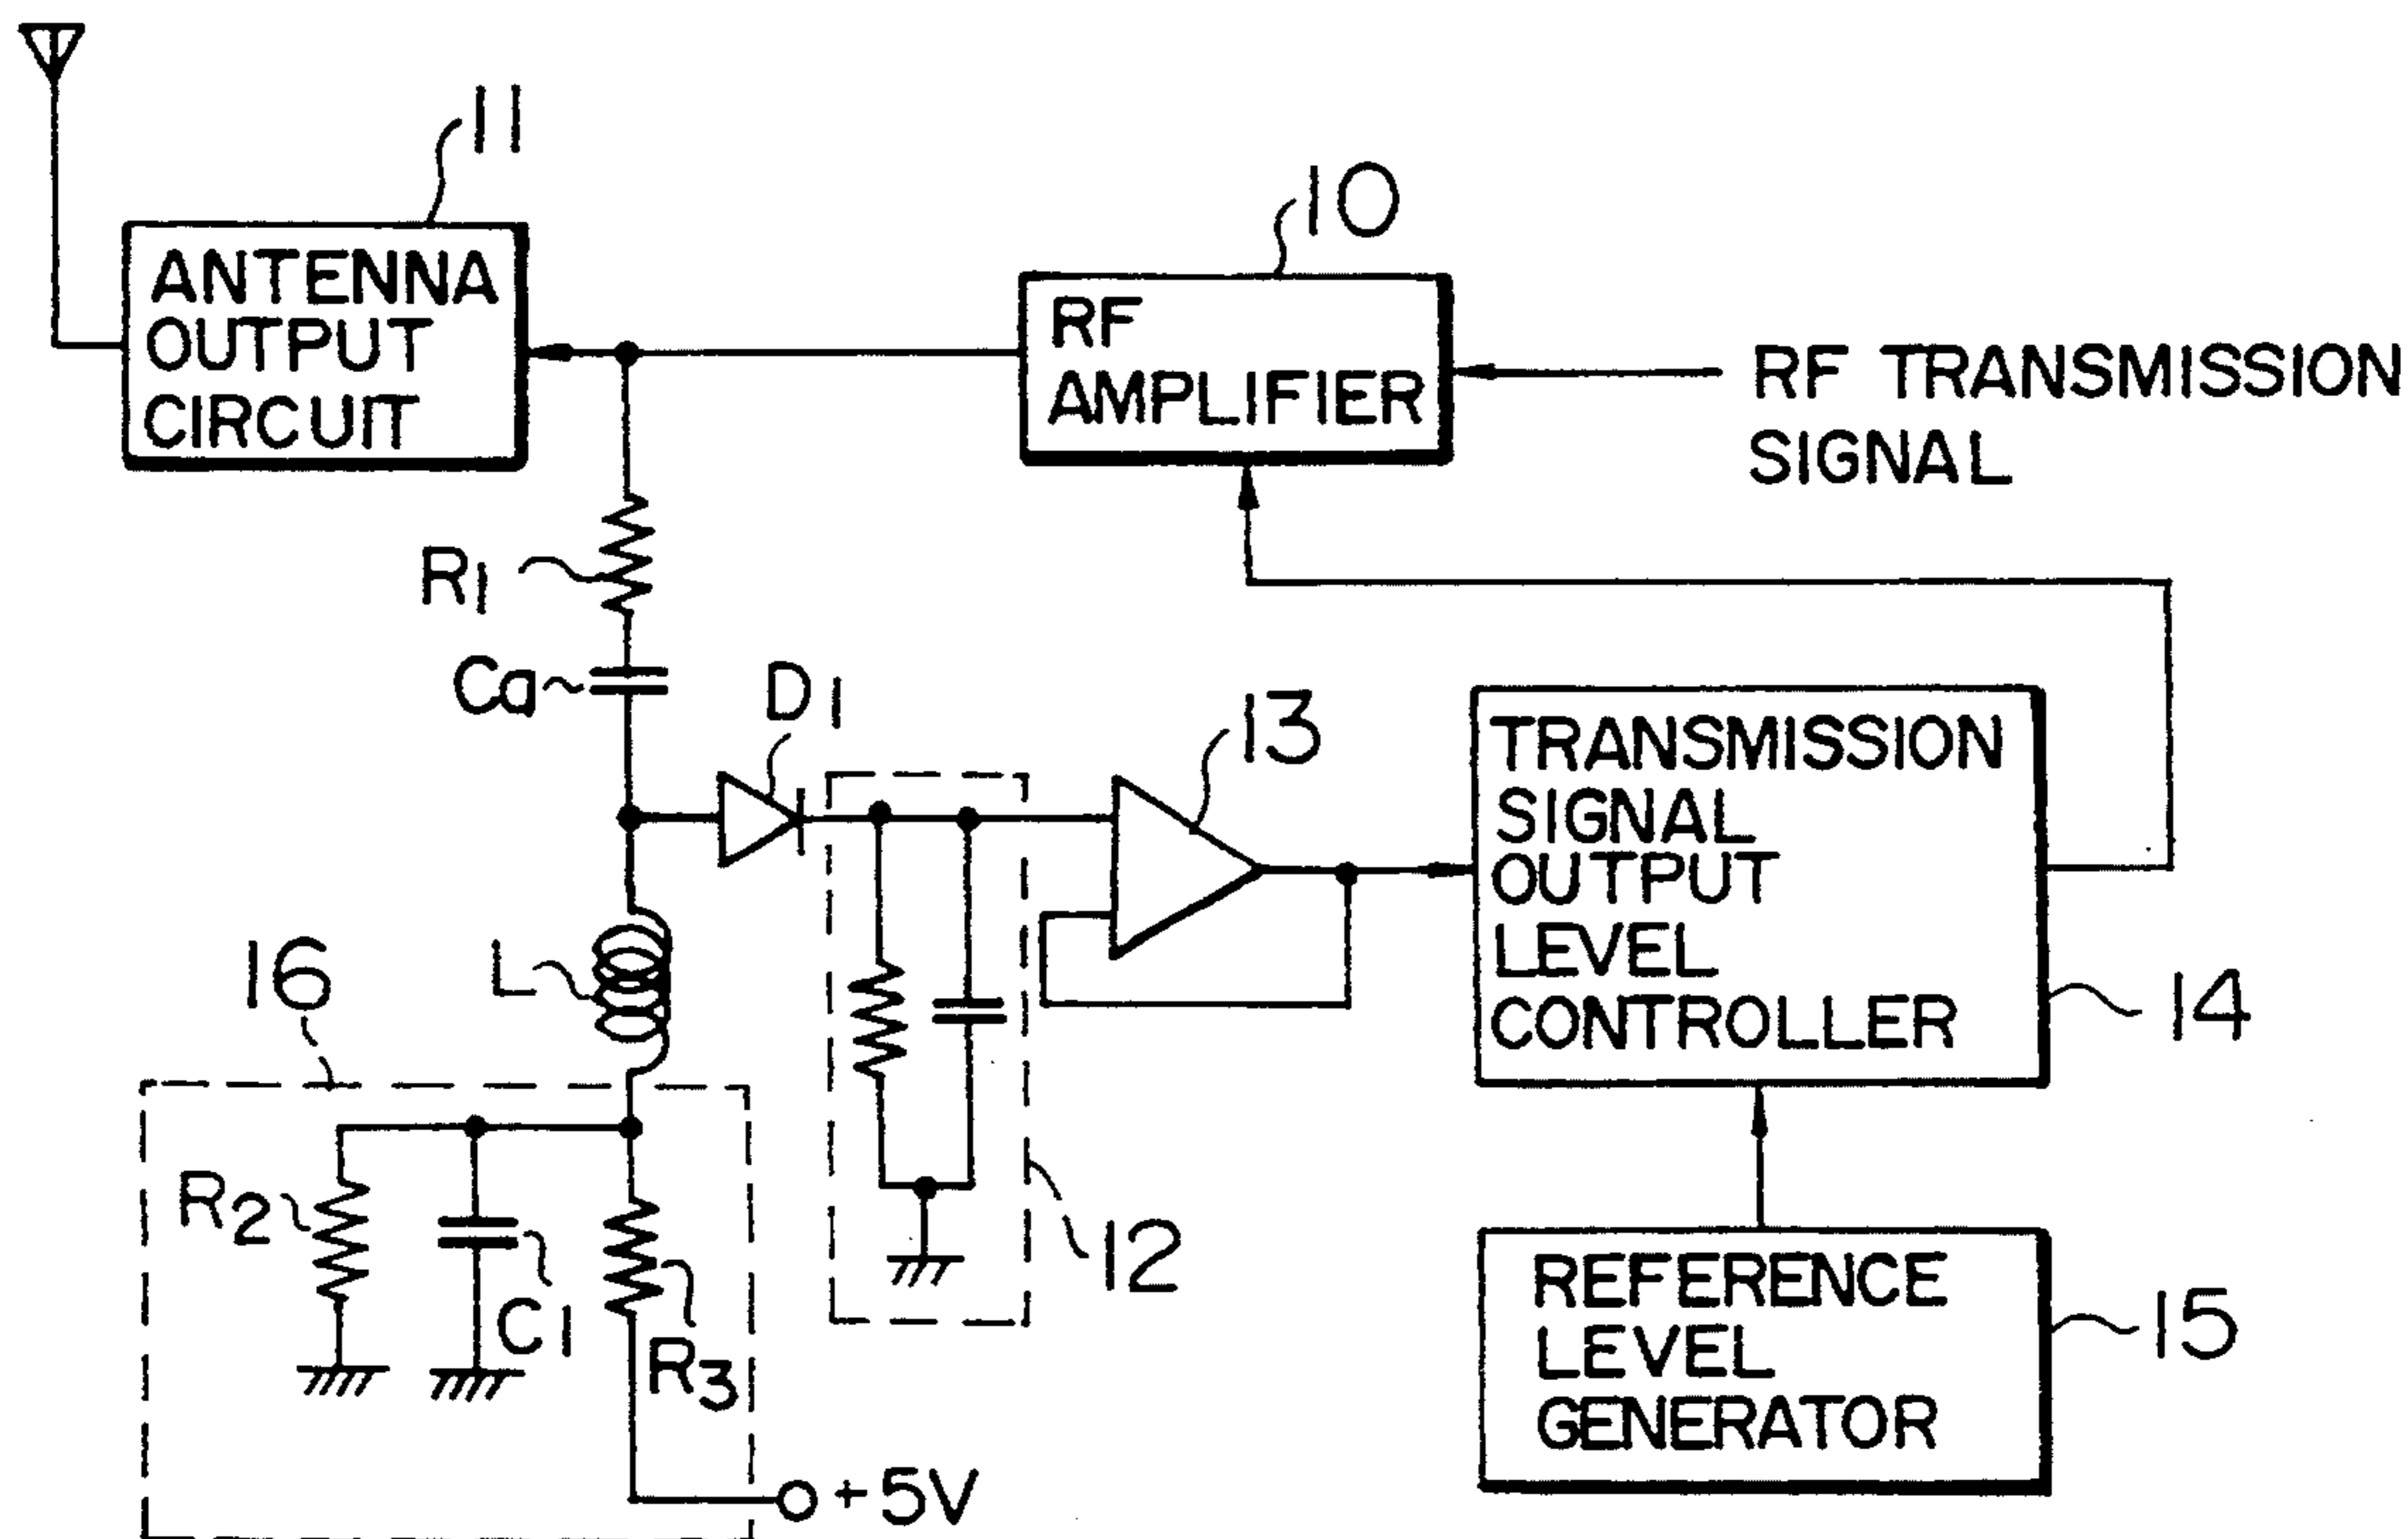 11
ANTENNA
OUTPUT
CIRCUIT
10
RF
AMPLIFIER
RF TRANSMISSION
SIGNAL
R1
Ca
D1
13
TRANSMISSION
SIGNAL
OUTPUT
LEVEL
CONTROLLER
14
16
L
R2
C1
R3
12
+5V
REFERENCE
LEVEL
GENERATOR
15